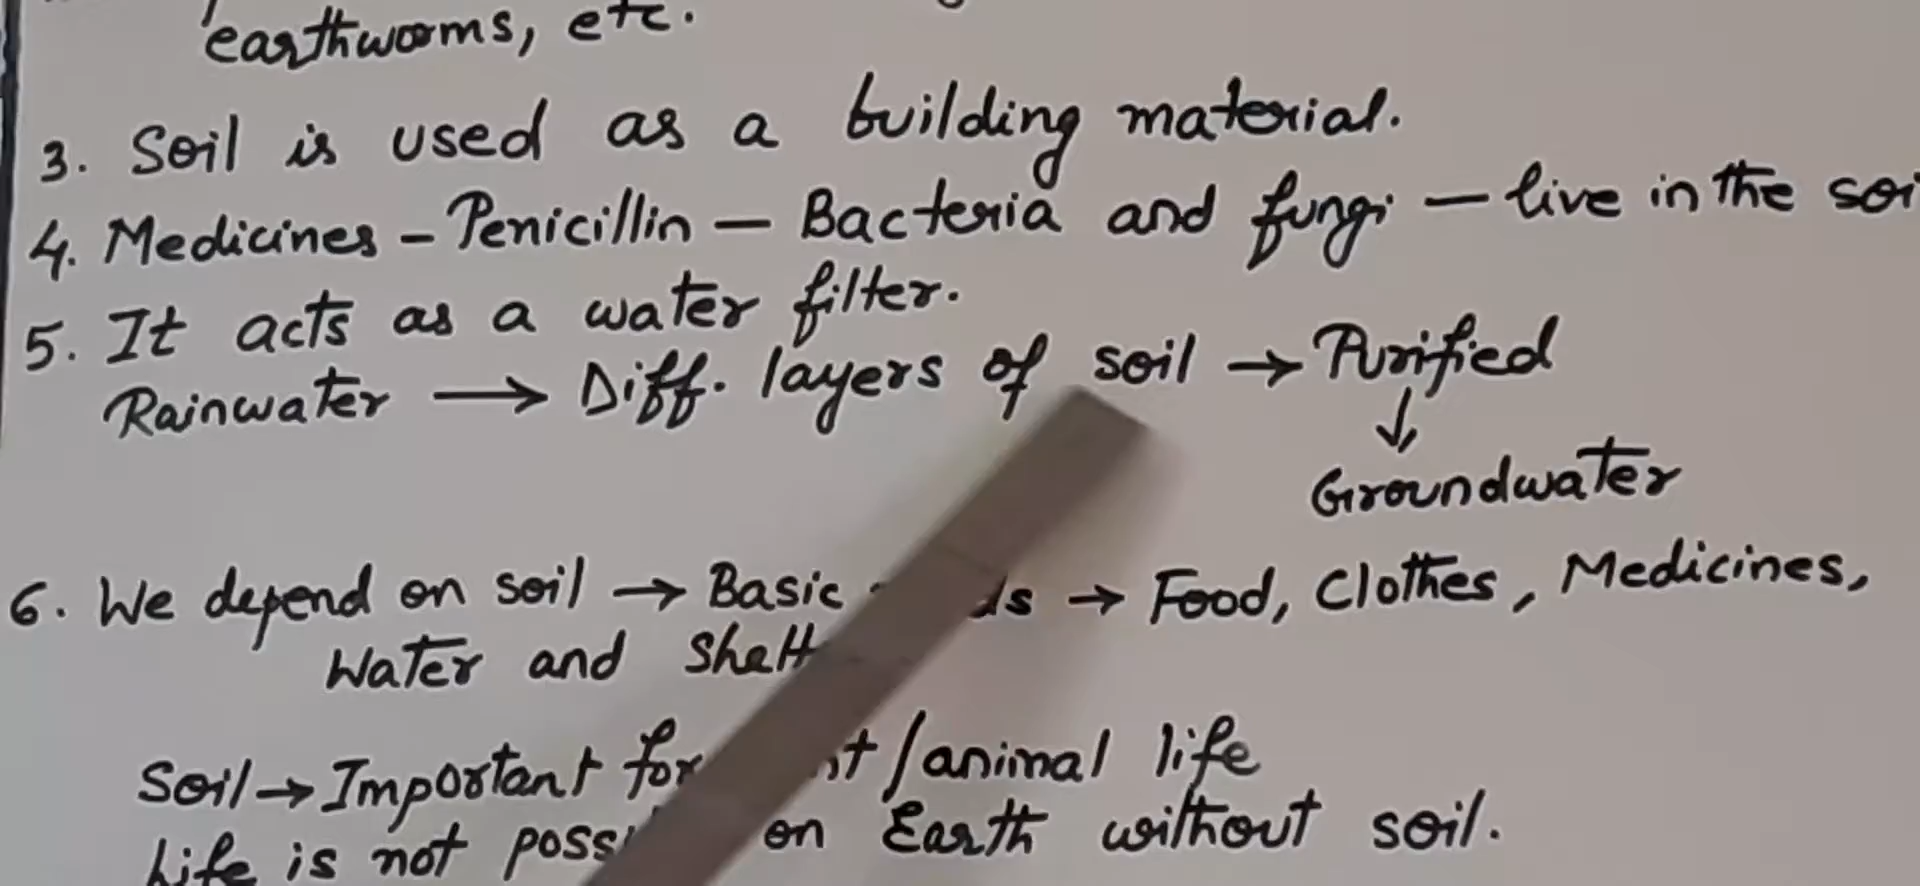 earthworms, etc.
3. Soil is used as a building material.
4. Medicines - Penicillin - Bacteria and fungi - live in the soi
5. It acts as a water filter.
Rainwater → Diff. layers of soil → Purified
↓
Groundwater
6. We depend on soil → Basic → Food, Clothes, Medicines,
Water and
Soil → Important for /animal life
Life is not on Earth without soil.